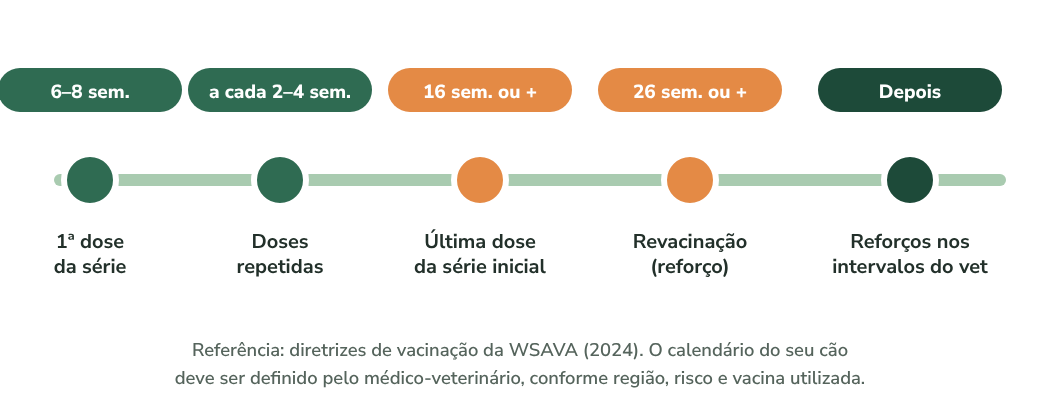 6–8 sem.
a cada 2–4 sem.
16 sem. ou +
26 sem. ou +
Depois
1ª dose
da série
Doses
repetidas
Última dose
da série inicial
Revacinação
(reforço)
Reforços nos
intervalos do vet
Referência: diretrizes de vacinação da WSAVA (2024). O calendário do seu cão
deve ser definido pelo médico-veterinário, conforme região, risco e vacina utilizada.